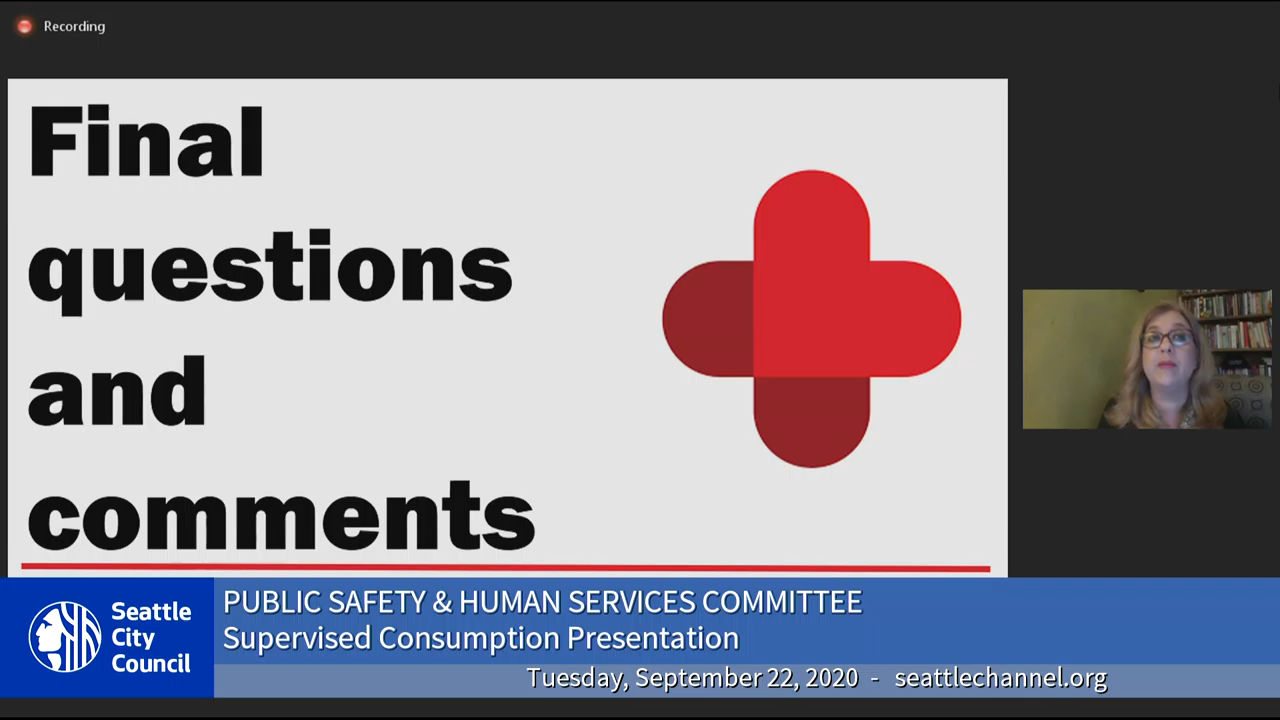 Recording
Final
questions
and
comments
Seattle
City
Council
PUBLIC SAFETY & HUMAN SERVICES COMMITTEE
Supervised Consumption Presentation
Tuesday, September 22, 2020 - seattlechannel.org